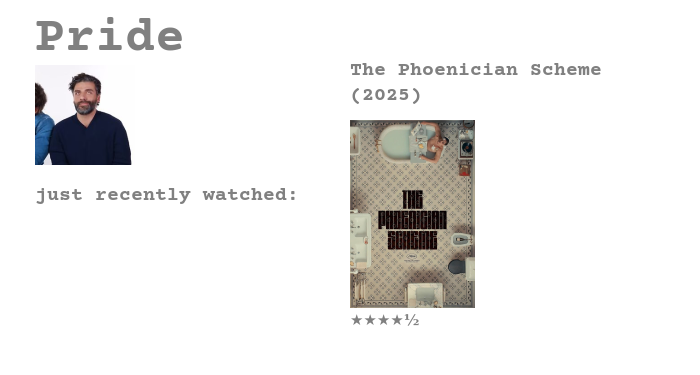 Pride
just recently watched:
The Phoenician Scheme
(2025)
THE
PHOENICIAN
SCHEME
★★★★½